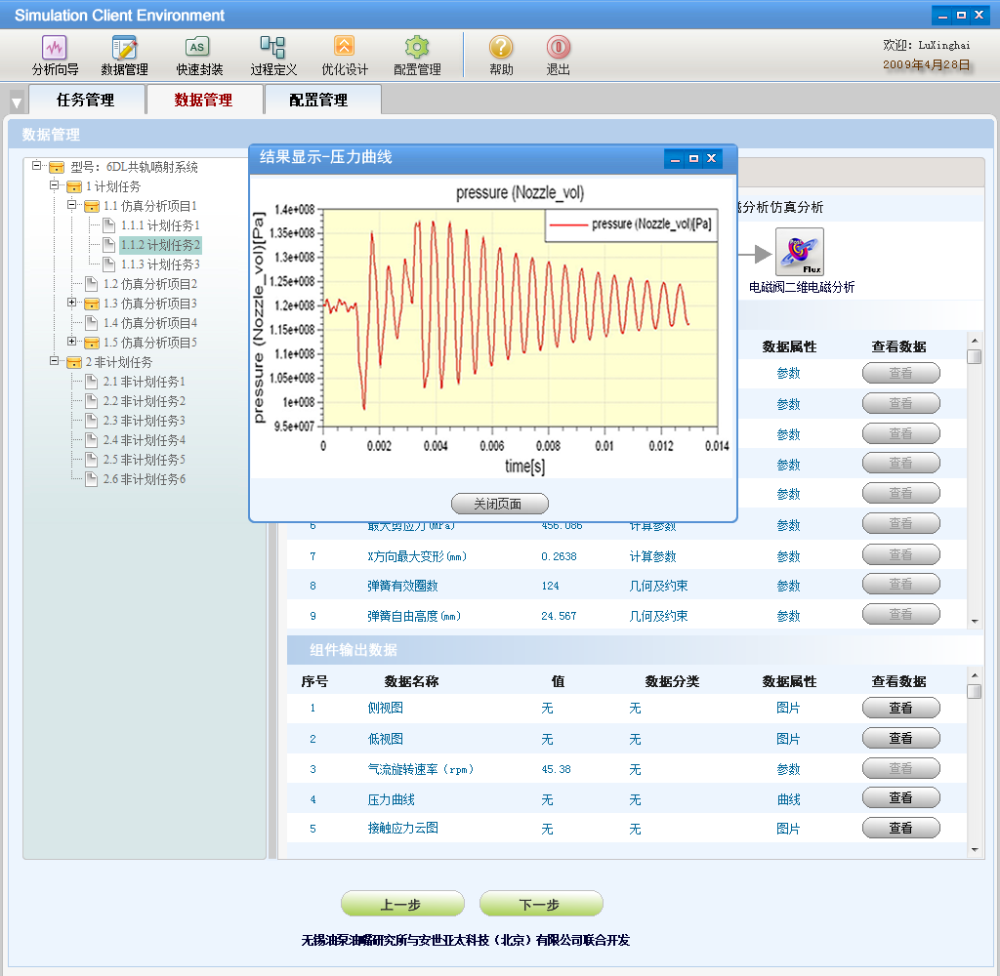 Simulation Client Environment
分析向导 数据管理 快速封装 过程定义 优化设计 配置管理 帮助 退出
AS
欢迎: LuXinghai
2009年4月28日
任务管理 数据管理 配置管理
数据管理
型号: 6DL共轨喷射系统
1 计划任务
1.1 仿真分析项目1
1.1.1 计划任务1
1.1.2 计划任务2
1.1.3 计划任务3
1.2 仿真分析项目2
1.3 仿真分析项目3
1.4 仿真分析项目4
1.5 仿真分析项目5
2 非计划任务
2.1 非计划任务1
2.2 非计划任务2
2.3 非计划任务3
2.4 非计划任务4
2.5 非计划任务5
2.6 非计划任务6
结果显示-压力曲线
pressure (Nozzle_vol)
pressure (Nozzle_vol)[Pa]
pressure (Nozzle_vol)[Pa]
1.4e+008
1.35e+008
1.3e+008
1.25e+008
1.2e+008
1.15e+008
1.1e+008
1.05e+008
1e+008
9.5e+007
0 0.002 0.004 0.006 0.008 0.01 0.012 0.014
time[s]
关闭页面
分析仿真分析
Flux
电磁阀二维电磁分析
数据属性 查看数据
参数 查看
参数 查看
参数 查看
参数 查看
参数 查看
6 最大剪应力(MPa) 456.086 计算参数 参数 查看
7 X方向最大变形(mm) 0.2638 计算参数 参数 查看
8 弹簧有效圈数 124 几何及约束 参数 查看
9 弹簧自由高度(mm) 24.567 几何及约束 参数 查看
组件输出数据
序号 数据名称 值 数据分类 数据属性 查看数据
1 侧视图 无 无 图片 查看
2 低视图 无 无 图片 查看
3 气流旋转速率（rpm） 45.38 无 参数 查看
4 压力曲线 无 无 曲线 查看
5 接触应力云图 无 无 图片 查看
上一步 下一步
无锡油泵油嘴研究所与安世亚太科技（北京）有限公司联合开发